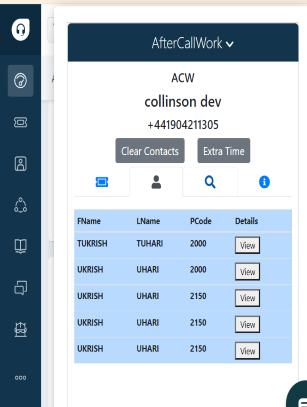 AfterCallWork
ACW
collinson dev
+441904211305
Clear Contacts Extra Time
FName LName PCode Details
TUKRISH TUHARI 2000 View
UKRISH UHARI 2000 View
UKRISH UHARI 2150 View
UKRISH UHARI 2150 View
UKRISH UHARI 2150 View